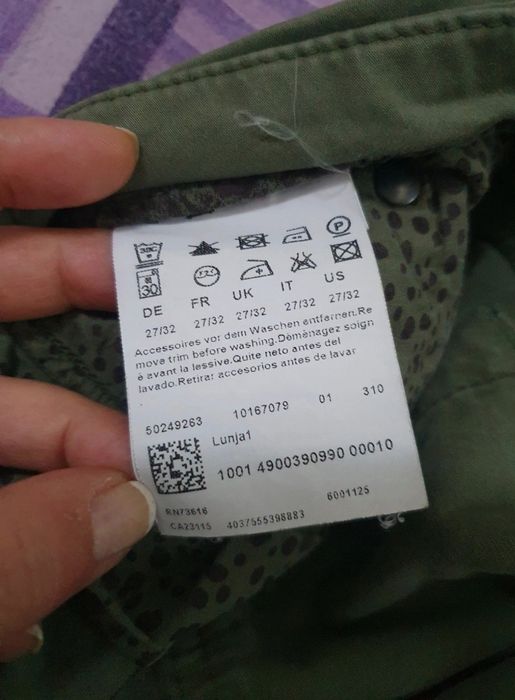 30C
P
30
DE FR UK IT US
27/32 27/32 27/32 27/32 27/32
Accessoires vor dem Waschen entfernen.Re
move trim before washing.Démenagez soign
é avant la lessive.Quite neto antes del
lavado.Retirar accesorios antes de lavar
.
50249263 10167079 01 310
Lunja1
1001 4900390990 00010
RN73616 6001125
CA23115 4037555398883